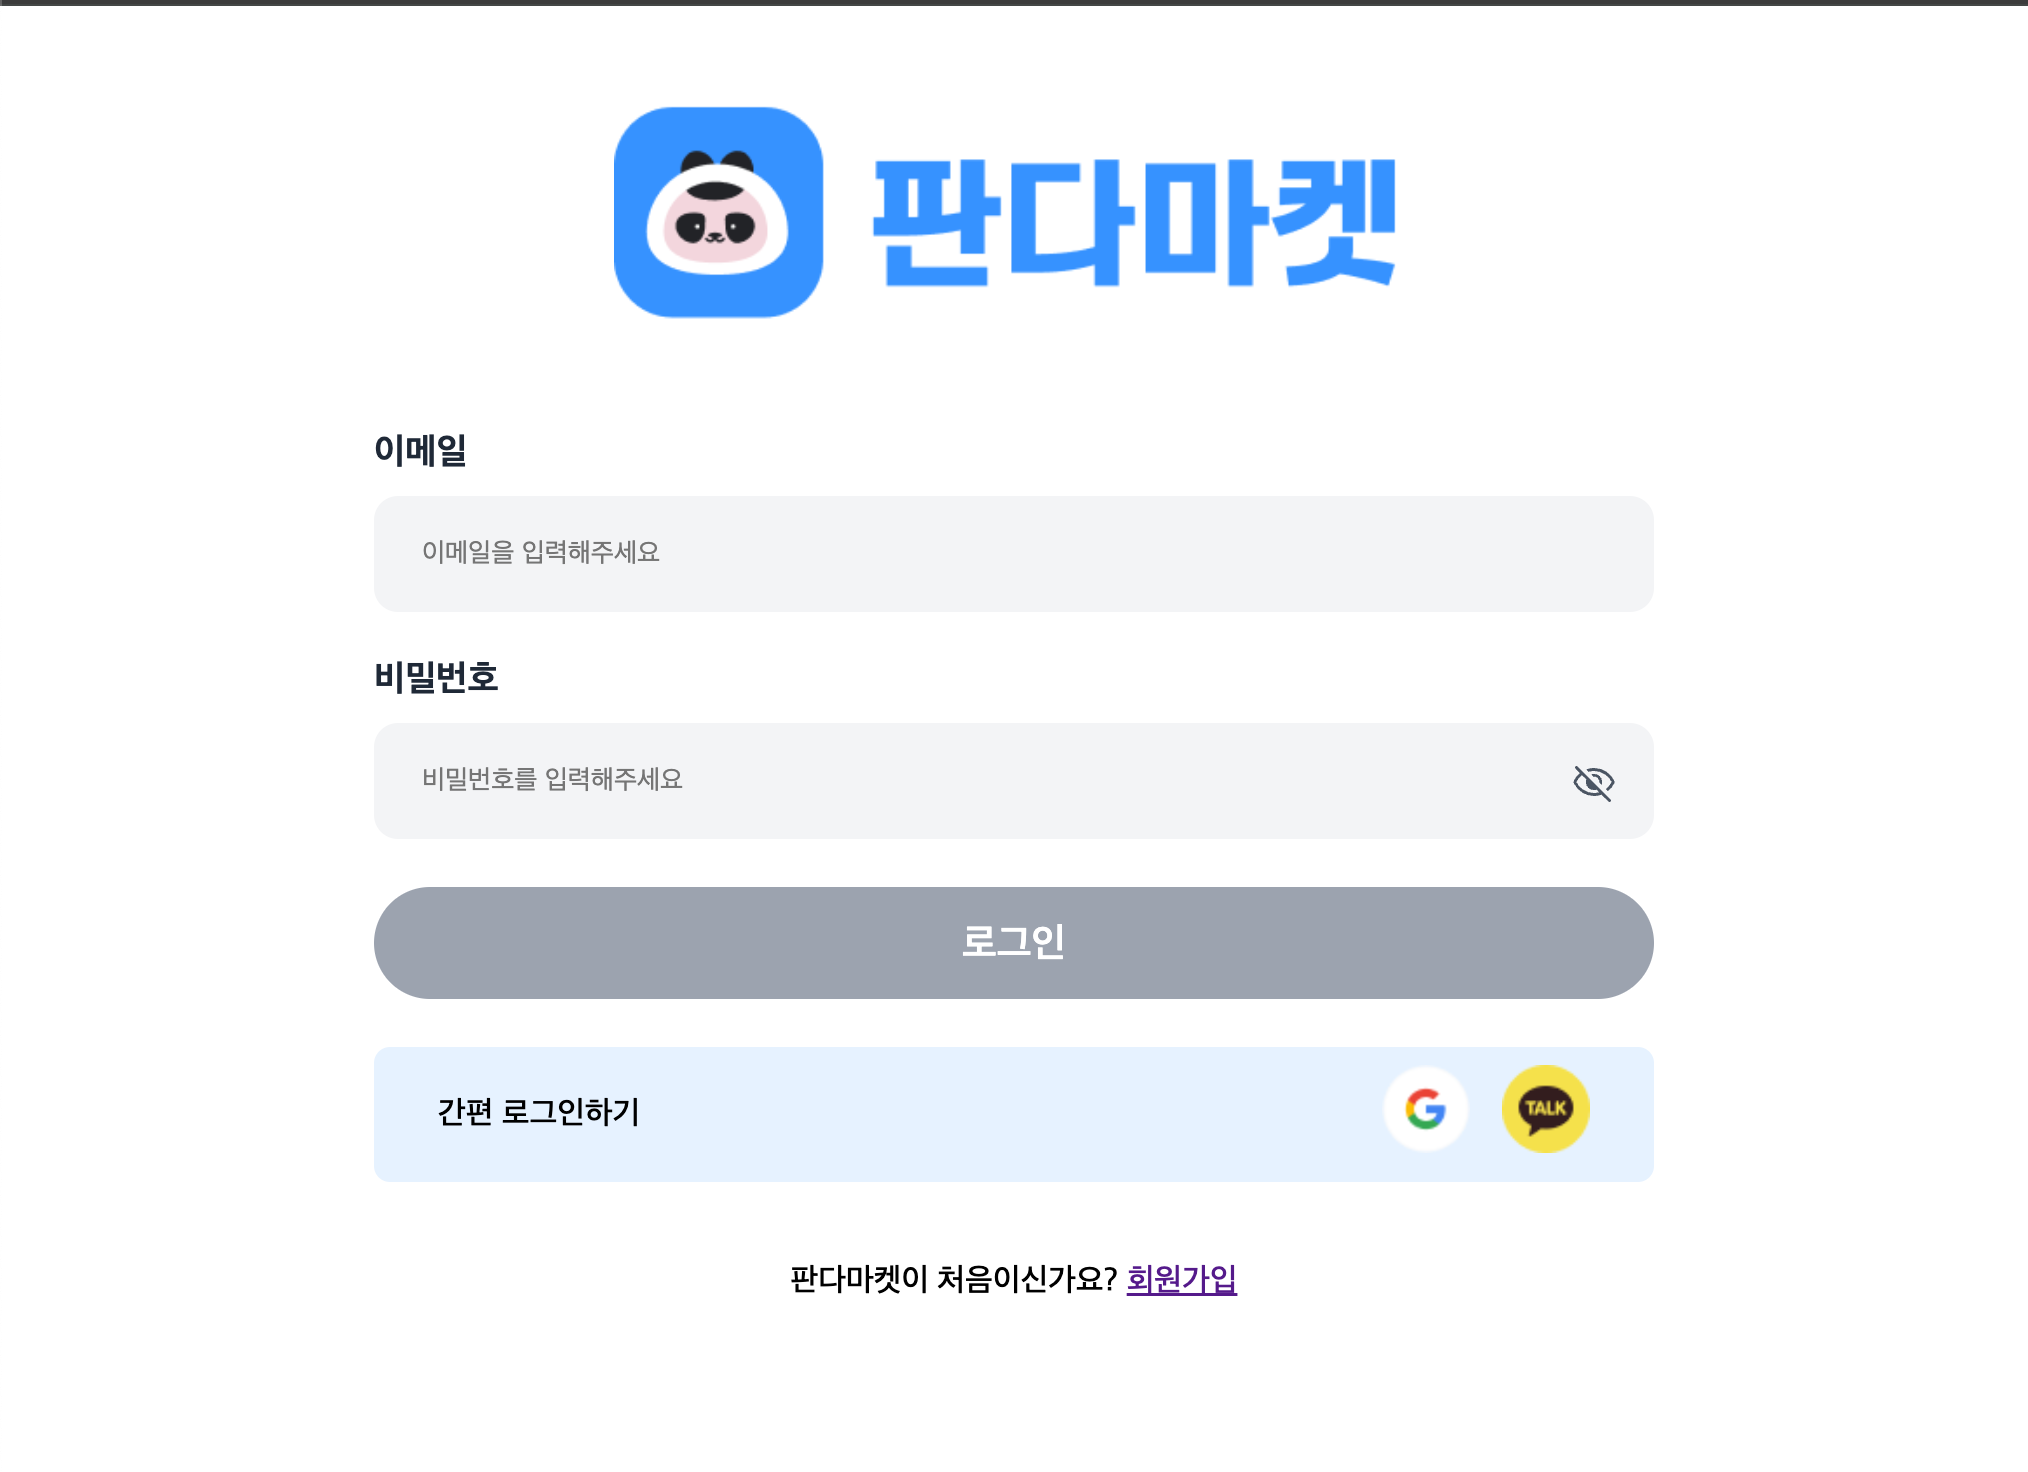 판다마켓
이메일
이메일을 입력해주세요
비밀번호
비밀번호를 입력해주세요
로그인
간편 로그인하기
TALK
판다마켓이 처음이신가요? 회원가입